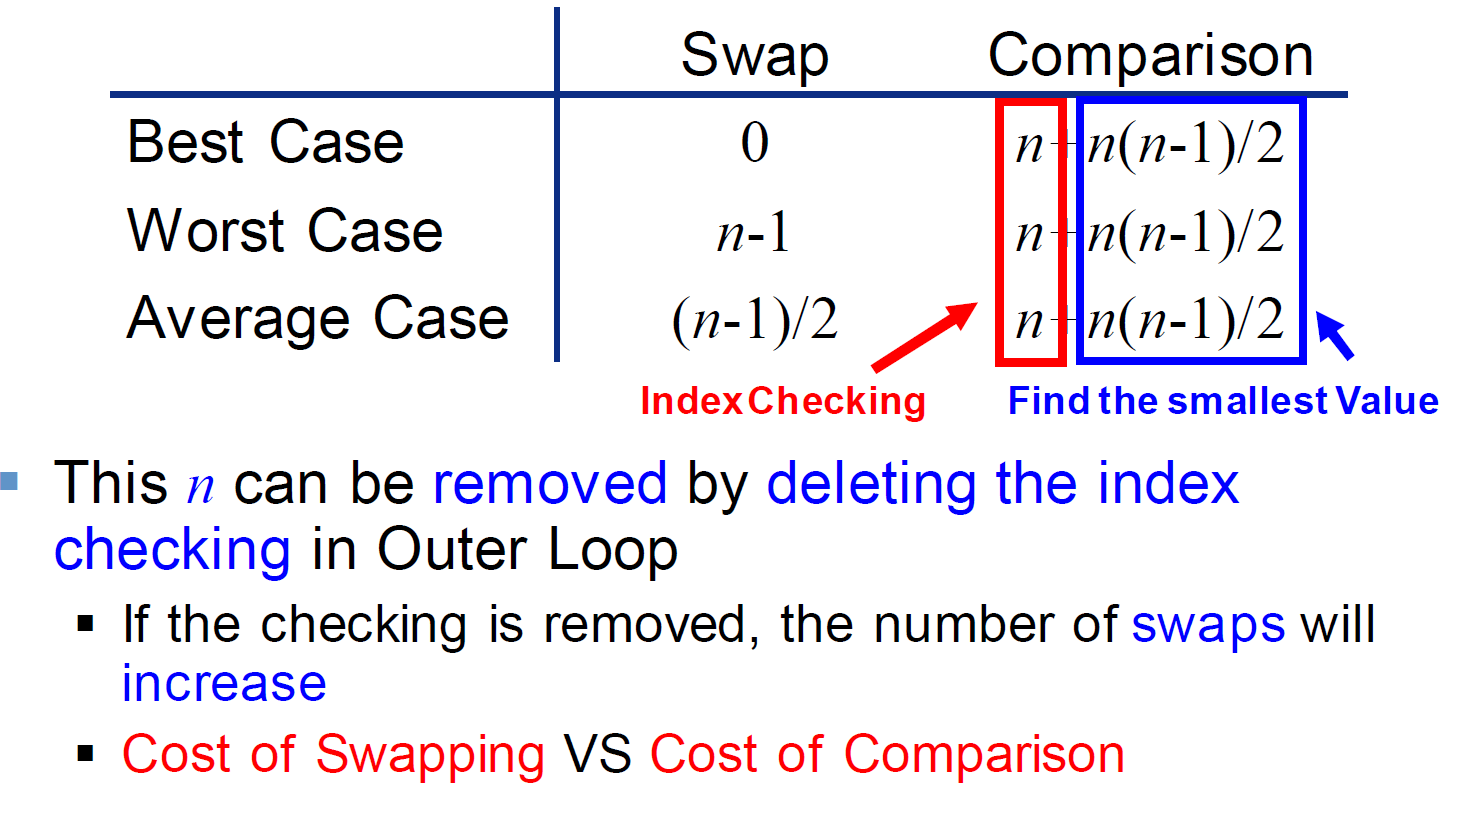 Swap Comparison
Best Case 0 n+n(n-1)/2
Worst Case n-1 n+n(n-1)/2
Average Case (n-1)/2 n+n(n-1)/2
Index Checking Find the smallest Value
This n can be removed by deleting the index
checking in Outer Loop
If the checking is removed, the number of swaps will
increase
Cost of Swapping VS Cost of Comparison